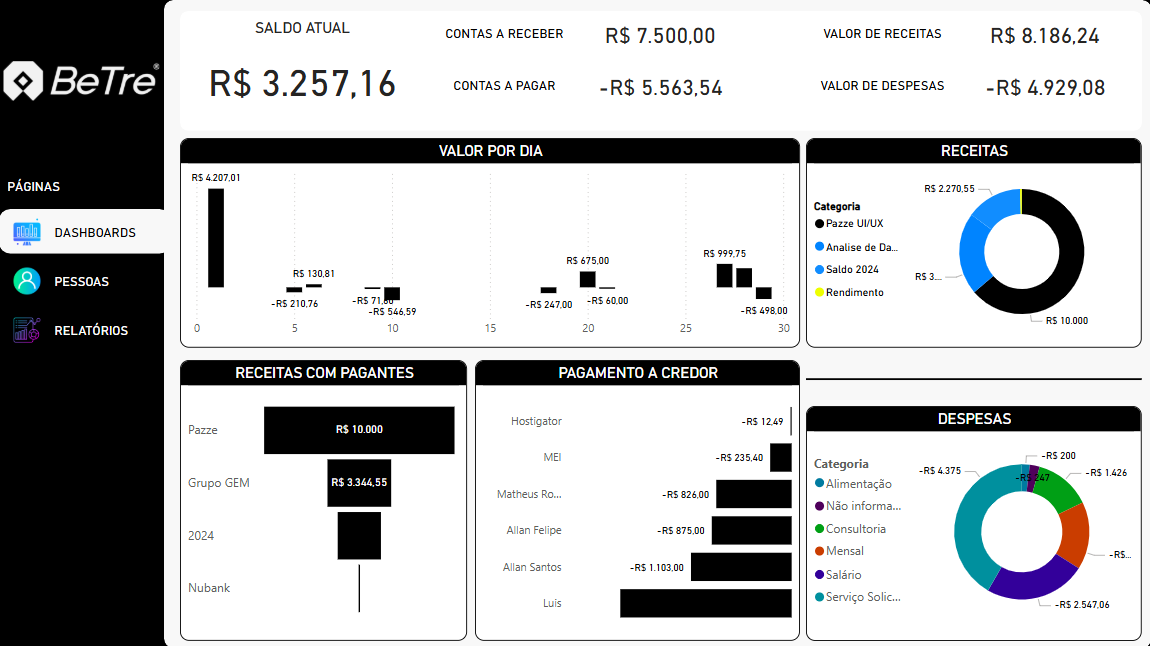 BeTre®
PÁGINAS
DASHBOARDS
PESSOAS
RELATÓRIOS
SALDO ATUAL
R$ 3.257,16
CONTAS A RECEBER
R$ 7.500,00
CONTAS A PAGAR
-R$ 5.563,54
VALOR DE RECEITAS
R$ 8.186,24
VALOR DE DESPESAS
-R$ 4.929,08
VALOR POR DIA
R$ 4.207,01
-R$ 210,76
R$ 130,81
-R$ 546,59
-R$ 247,00
R$ 675,00
-R$ 60,00
R$ 999,75
-R$ 498,00
0 5 10 15 20 25 30
RECEITAS
Categoria
Pazze UI/UX
Analise de Da...
Saldo 2024
Rendimento
R$ 2.270,55
R$ 3...
R$ 10.000
RECEITAS COM PAGANTES
Pazze
R$ 10.000
Grupo GEM
R$ 3.344,55
2024
Nubank
PAGAMENTO A CREDOR
Hostigator
-R$ 12,49
MEI
-R$ 235,40
Matheus Ro...
-R$ 826,00
Allan Felipe
-R$ 875,00
Allan Santos
-R$ 1.103,00
Luis
DESPESAS
Categoria
Alimentação
Não informa...
Consultoria
Mensal
Salário
Serviço Solic...
-R$ 4.375
-R$ 200
-R$ 247
-R$ 1.426
-R$...
-R$ 2.547,06